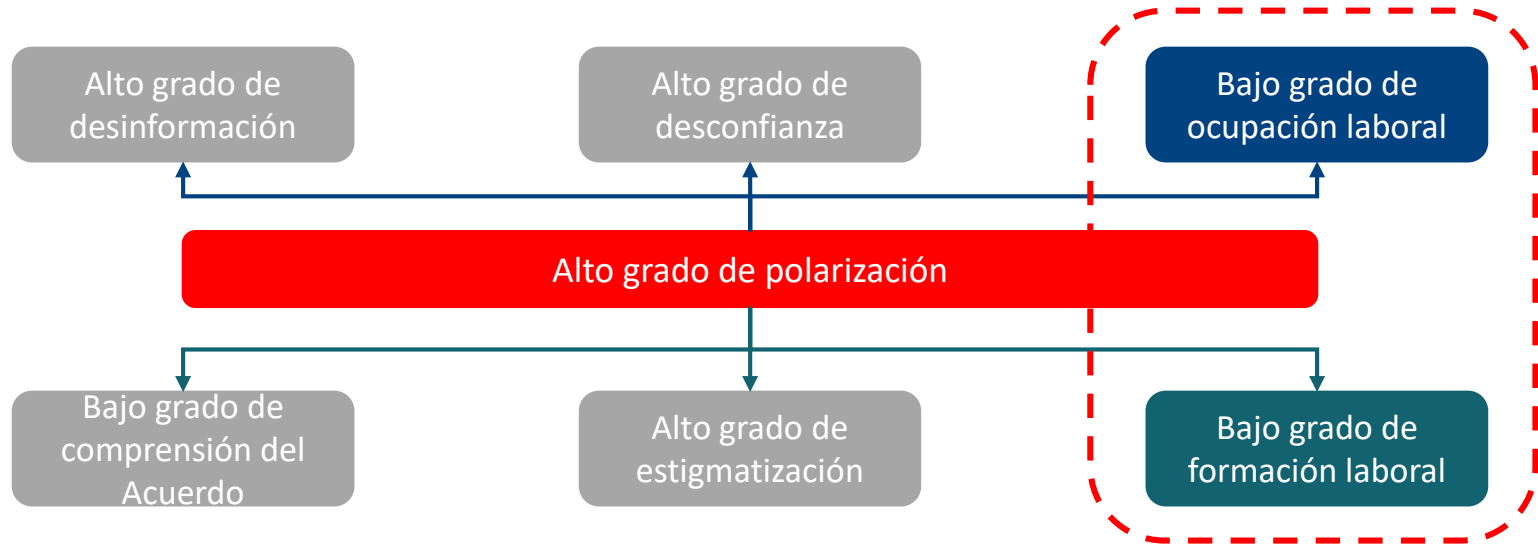 Alto grado de
desinformación
Alto grado de
desconfianza
Bajo grado de
ocupación laboral
Alto grado de polarización
Bajo grado de
comprensión del
Acuerdo
Alto grado de
estigmatización
Bajo grado de
formación laboral